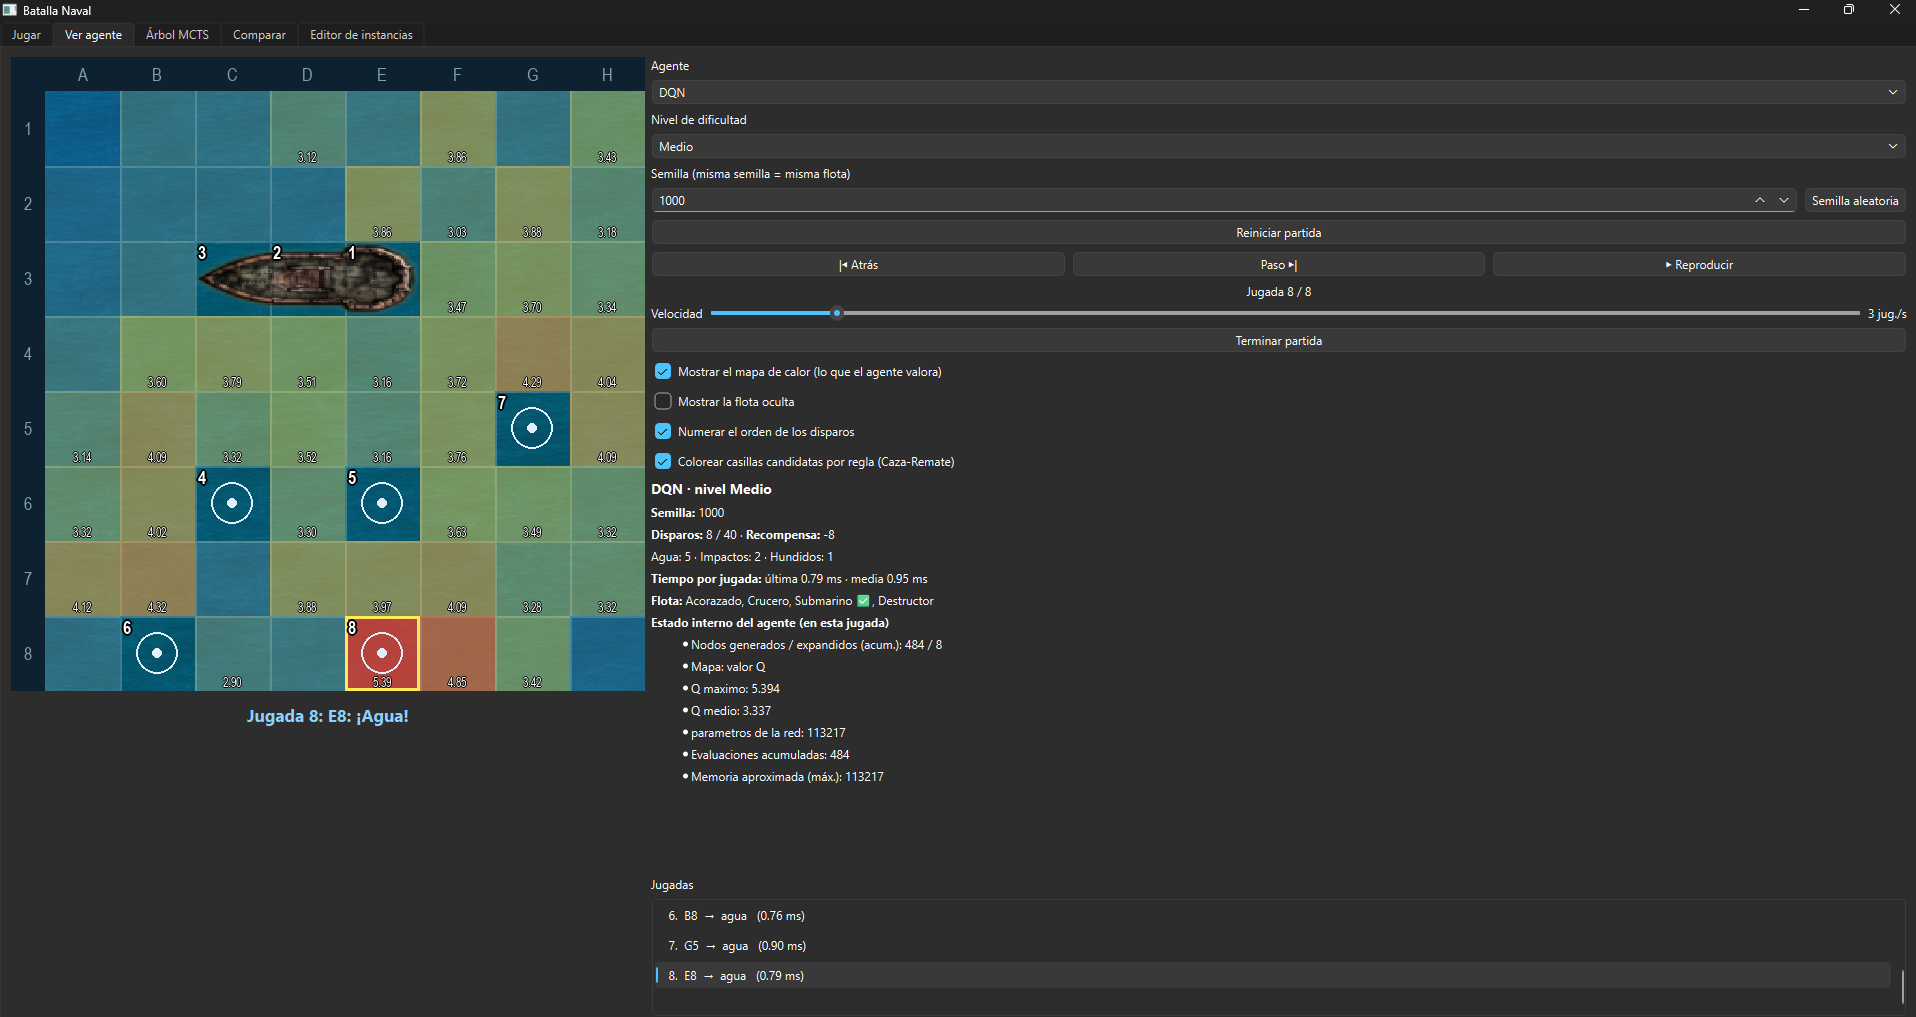 Batalla Naval
Jugar Ver agente Árbol MCTS Comparar Editor de instancias
A B C D E F G H
1
3.12 3.86 3.43
2
3.86 3.03 3.88 3.18
3 3 2 1
3.47 3.70 3.34
4
3.60 3.79 3.51 3.16 3.72 4.29 4.04
5 7
3.14 4.09 3.32 3.52 3.16 3.76 4.09
6 4 5
3.32 4.02 3.30 3.63 3.49 3.32
7
4.12 4.32 3.88 3.97 4.09 3.28 3.32
8 6 8
2.90 5.39 4.85 3.42
Jugada 8: E8: ¡Agua!
Agente
DQN
Nivel de dificultad
Medio
Semilla (misma semilla = misma flota)
1000 Semilla aleatoria
Reiniciar partida
Atrás Paso Reproducir
Jugada 8 / 8
Velocidad 3 jug./s
Terminar partida
Mostrar el mapa de calor (lo que el agente valora)
Mostrar la flota oculta
Numerar el orden de los disparos
Colorear casillas candidatas por regla (Caza-Remate)
DQN · nivel Medio
Semilla: 1000
Disparos: 8 / 40 · Recompensa: -8
Agua: 5 · Impactos: 2 · Hundidos: 1
Tiempo por jugada: última 0.79 ms · media 0.95 ms
Flota: Acorazado, Crucero, Submarino ✅, Destructor
Estado interno del agente (en esta jugada)
• Nodos generados / expandidos (acum.): 484 / 8
• Mapa: valor Q
• Q maximo: 5.394
• Q medio: 3.337
• parametros de la red: 113217
• Evaluaciones acumuladas: 484
• Memoria aproximada (máx.): 113217
Jugadas
6. B8 → agua (0.76 ms)
7. G5 → agua (0.90 ms)
8. E8 → agua (0.79 ms)